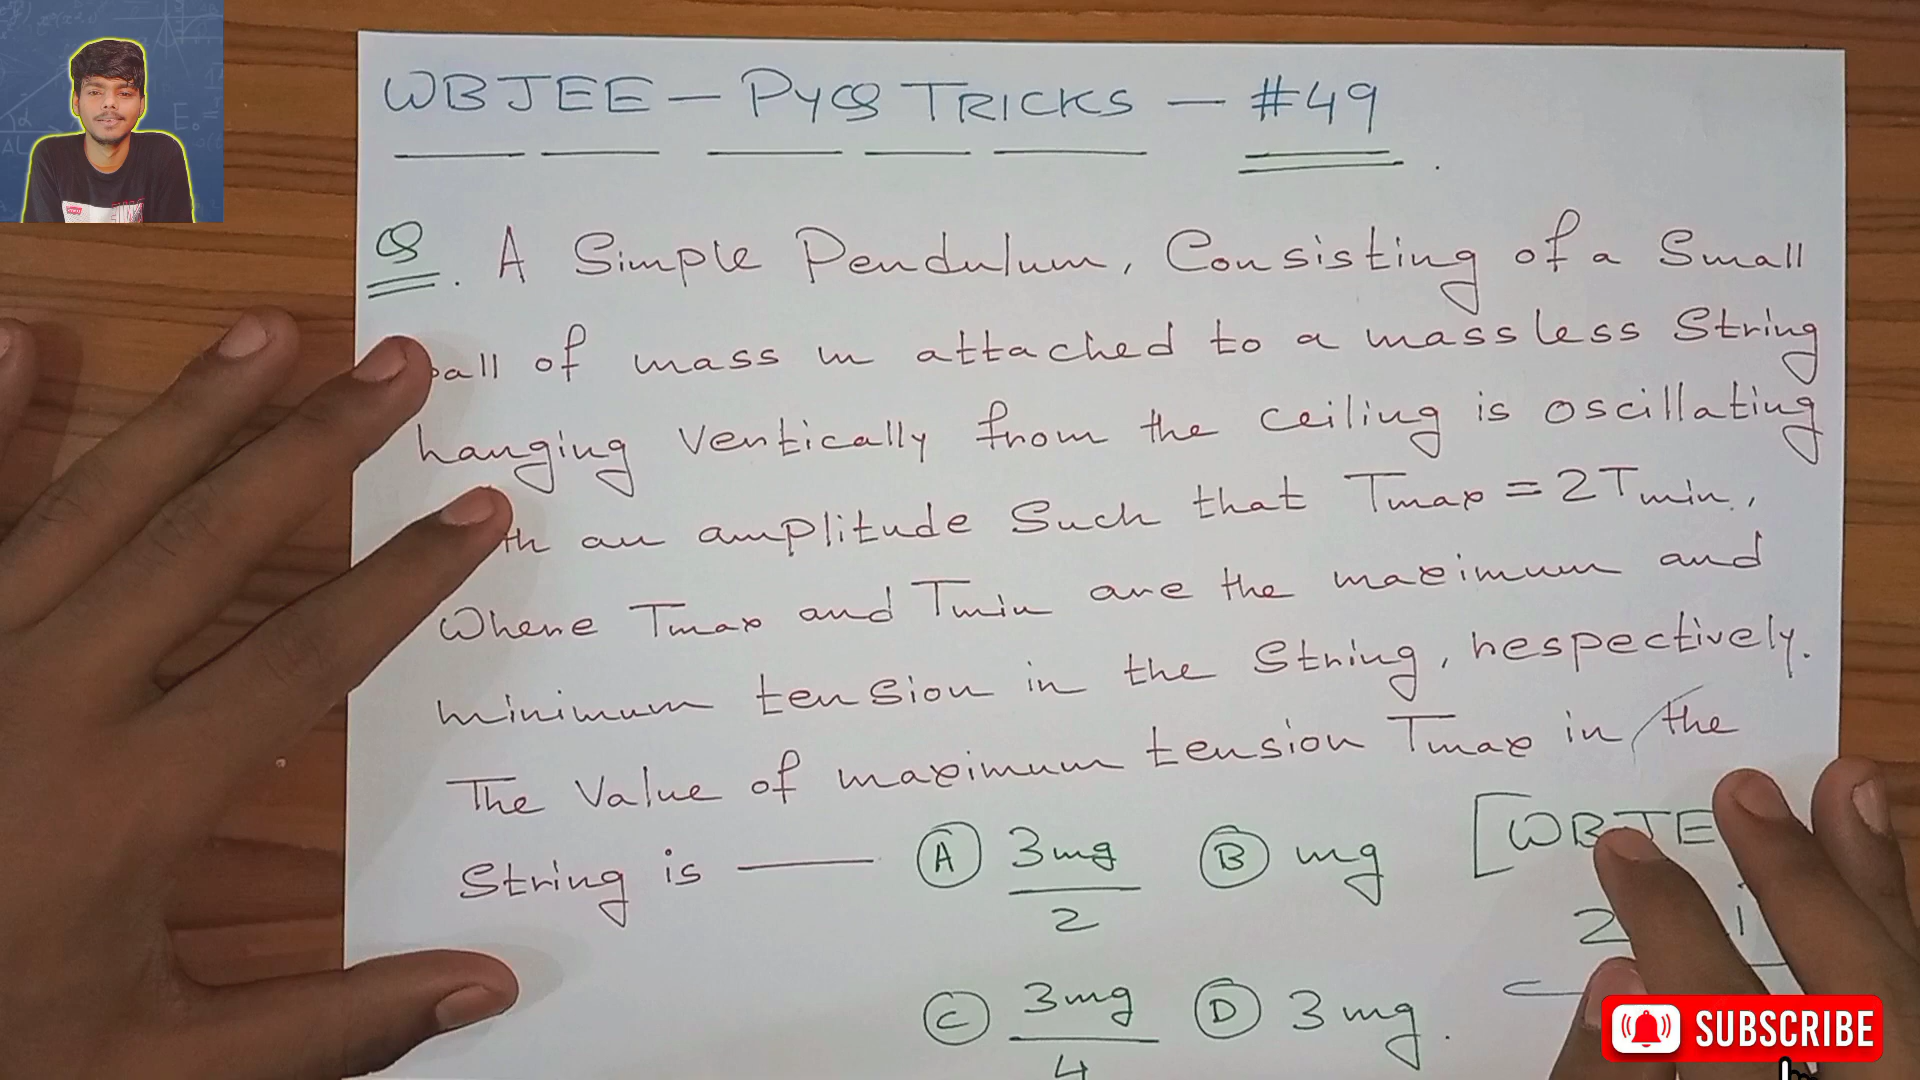 WBJEE - PYQ TRICKS - #49
Q. A Simple Pendulum, Consisting of a Small
ball of mass m attached to a massless String
hanging vertically from the ceiling is oscillating
th an amplitude Such that Tmax = 2Tmin.,
Where Tmax and Tmin are the maximum and
minimum tension in the String, respectively.
The Value of maximum tension Tmax in the
String is —— (A) 3mg/2 (B) mg [WBJE
(C) 3mg/4 (D) 3mg.
SUBSCRIBE